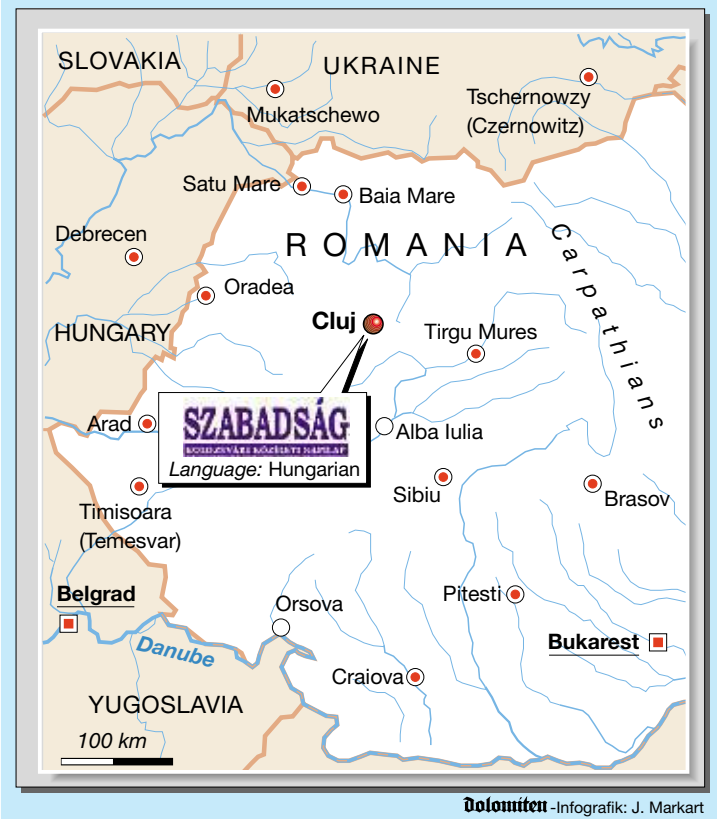 SLOVAKIA
UKRAINE
Mukatschewo
Tschernowzy
(Czernowitz)
Satu Mare
Baia Mare
Debrecen
ROMANIA
Carpathians
Oradea
HUNGARY
Cluj
Tirgu Mures
Arad
SZABADSÁG
Language: Hungarian
Alba Iulia
Timisoara
(Temesvar)
Sibiu
Brasov
Belgrad
Orsova
Pitesti
Danube
Bukarest
Craiova
YUGOSLAVIA
100 km
Dolomiten-Infografik: J. Markart